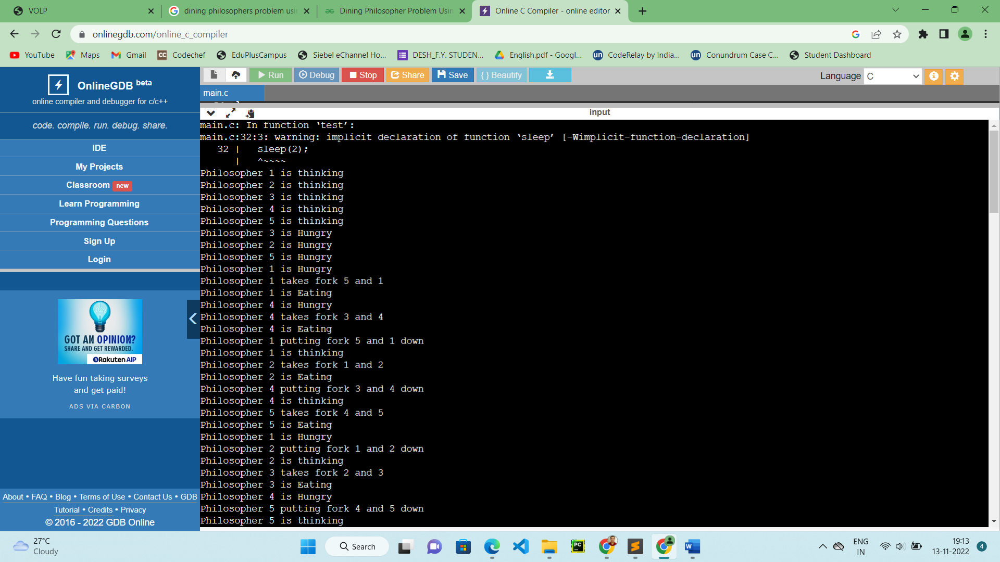 VOLP
dining philosophers problem usin
Dining Philosopher Problem Usin
Online C Compiler - online editor
onlinegdb.com/online_c_compiler
YouTube
Maps
Gmail
CC Codechef
EduPlusCampus
Siebel eChannel Ho...
DESH_F.Y. STUDEN...
English.pdf - Googl...
un CodeRelay by India...
un Conundrum Case C...
Student Dashboard
OnlineGDB beta
online compiler and debugger for c/c++
code. compile. run. debug. share.
IDE
My Projects
Classroom new
Learn Programming
Programming Questions
Sign Up
Login
GOT AN OPINION?
SHARE AND GET REWARDED.
Rakuten AIP
Have fun taking surveys
and get paid!
ADS VIA CARBON
About • FAQ • Blog • Terms of Use • Contact Us • GDB
Tutorial • Credits • Privacy
© 2016 - 2022 GDB Online
Run
Debug
Stop
Share
Save
{ } Beautify
Language C
main.c
input
main.c: In function ‘test’:
main.c:32:3: warning: implicit declaration of function ‘sleep’ [-Wimplicit-function-declaration]
32 | sleep(2);
| ^~~~~
Philosopher 1 is thinking
Philosopher 2 is thinking
Philosopher 3 is thinking
Philosopher 4 is thinking
Philosopher 5 is thinking
Philosopher 3 is Hungry
Philosopher 2 is Hungry
Philosopher 5 is Hungry
Philosopher 1 is Hungry
Philosopher 1 takes fork 5 and 1
Philosopher 1 is Eating
Philosopher 4 is Hungry
Philosopher 4 takes fork 3 and 4
Philosopher 4 is Eating
Philosopher 1 putting fork 5 and 1 down
Philosopher 1 is thinking
Philosopher 2 takes fork 1 and 2
Philosopher 2 is Eating
Philosopher 4 putting fork 3 and 4 down
Philosopher 4 is thinking
Philosopher 5 takes fork 4 and 5
Philosopher 5 is Eating
Philosopher 1 is Hungry
Philosopher 2 putting fork 1 and 2 down
Philosopher 2 is thinking
Philosopher 3 takes fork 2 and 3
Philosopher 3 is Eating
Philosopher 4 is Hungry
Philosopher 5 putting fork 4 and 5 down
Philosopher 5 is thinking
27°C
Cloudy
Search
PC
W
ENG
IN
19:13
13-11-2022
4